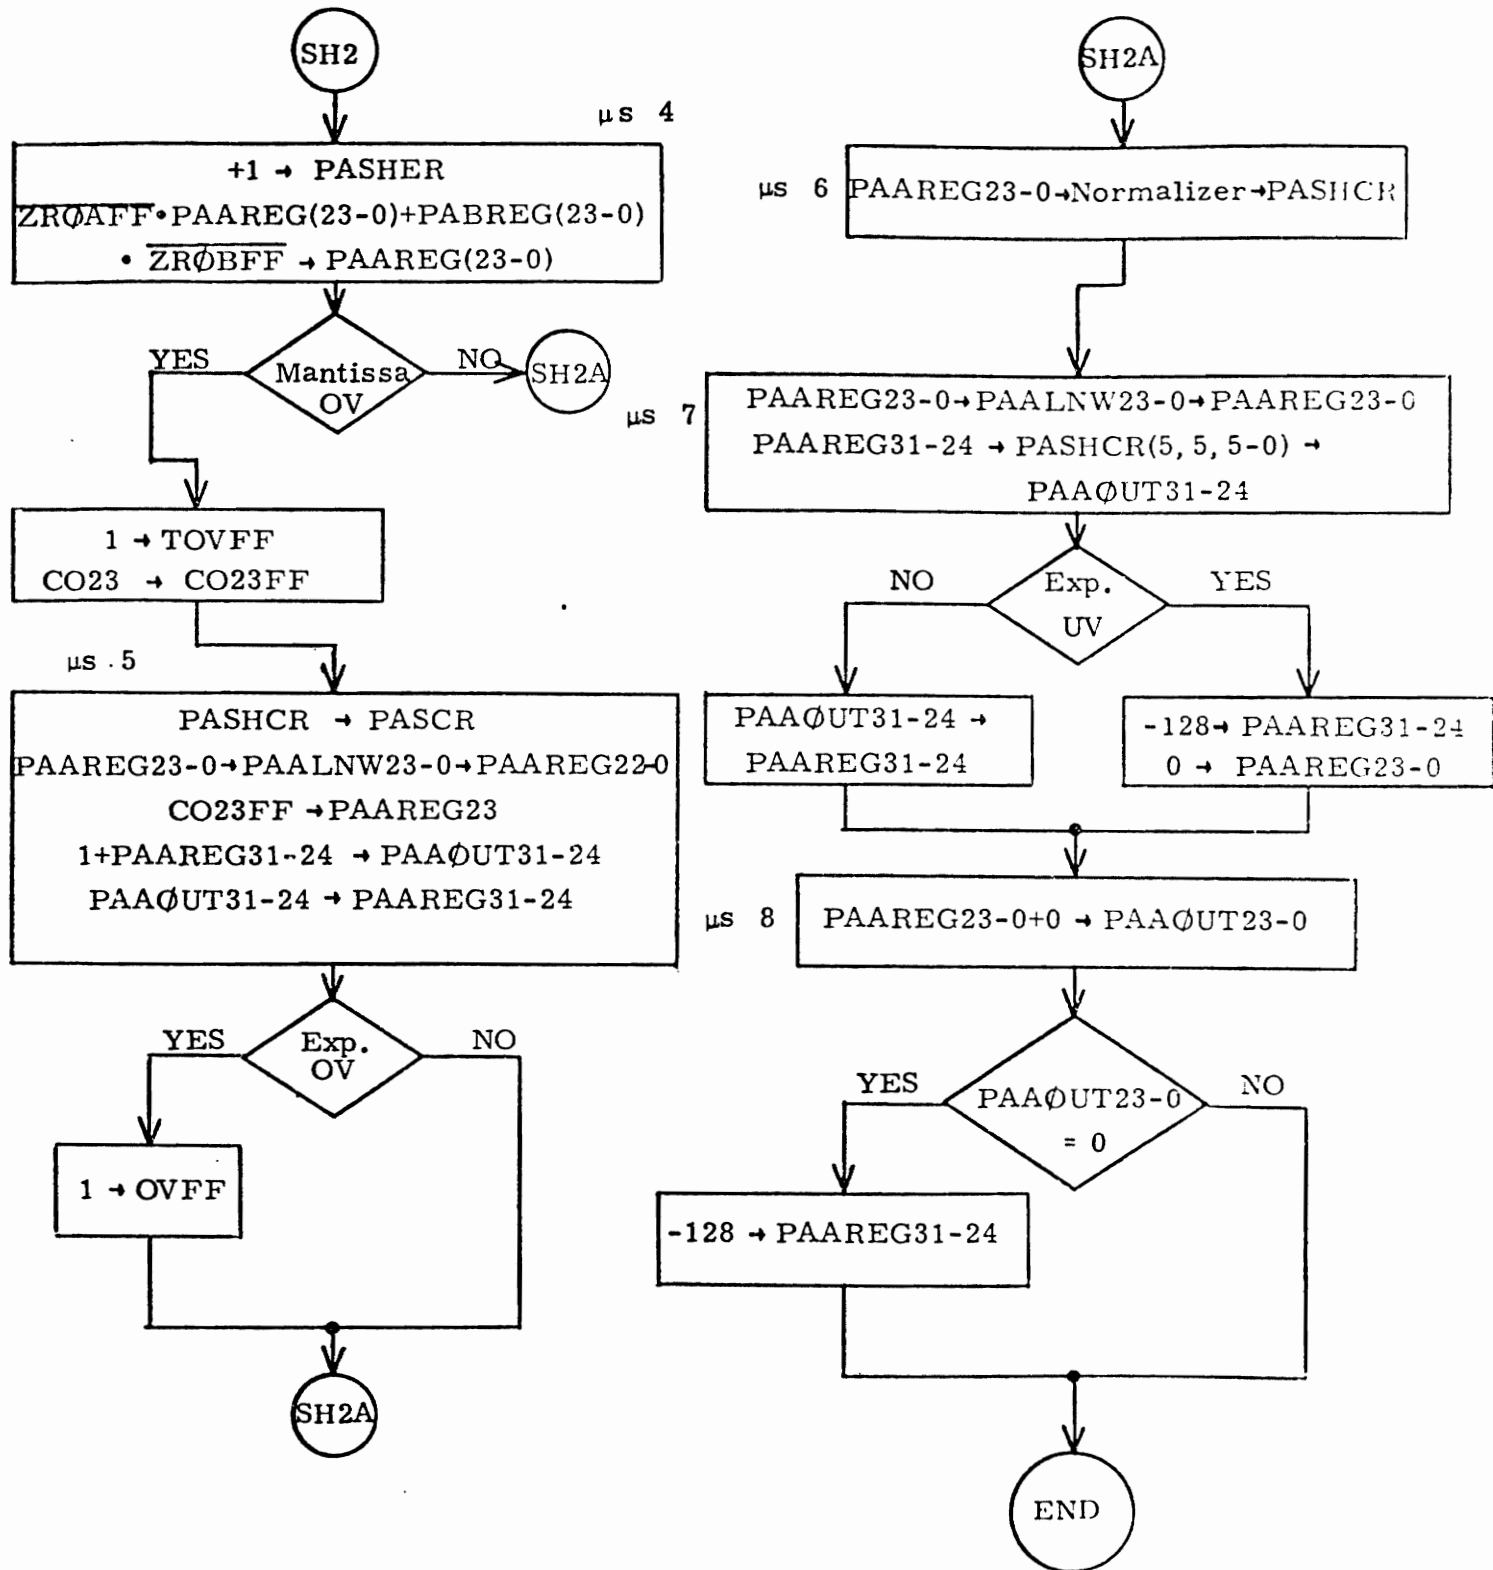 SH2
μs 4
+1 → PASHER
Z̅R̅Ø̅A̅F̅F̅•PAAREG(23-0)+PABREG(23-0)
• Z̅R̅Ø̅B̅F̅F̅ → PAAREG(23-0)
YES
Mantissa
OV
NO
SH2A
1 → TOVFF
CO23 → CO23FF
μs .5
PASHCR → PASCR
PAAREG23-0→PAALNW23-0→PAAREG22-0
CO23FF →PAAREG23
1+PAAREG31-24 → PAAØUT31-24
PAAØUT31-24 → PAAREG31-24
YES
Exp.
OV
NO
1 → OVFF
SH2A
SH2A
μs 6
PAAREG23-0→Normalizer→PASHCR
μs 7
PAAREG23-0→PAALNW23-0→PAAREG23-0
PAAREG31-24 → PASHCR(5, 5, 5-0) →
PAAØUT31-24
NO
Exp.
UV
YES
PAAØUT31-24 →
PAAREG31-24
-128→ PAAREG31-24
0 → PAAREG23-0
μs 8
PAAREG23-0+0 → PAAØUT23-0
YES
PAAØUT23-0
= 0
NO
-128 → PAAREG31-24
END